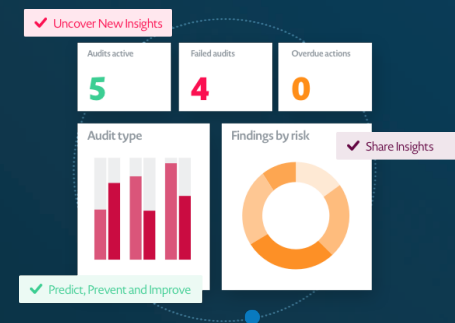 Uncover New Insights
Audits active
Failed audits
Overdue actions
5
4
0
Audit type
Findings by risk
Share Insights
Predict, Prevent and Improve